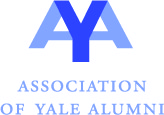 AYA
ASSOCIATION
OF YALE ALUMNI